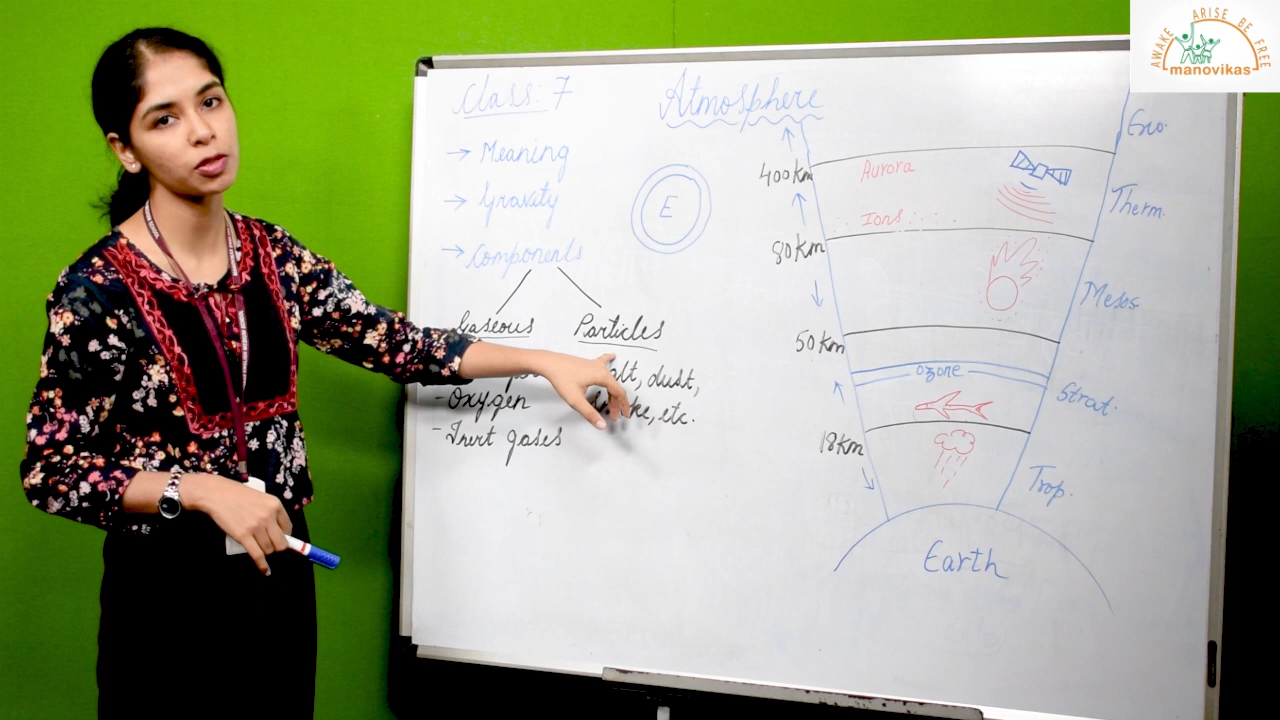 AWAKE ARISE BE FREE
manovikas
Class: 7
Atmosphere
→ Meaning
→ Gravity
→ Components
Gaseous
- Oxygen
- Inert gases
Particles
dust,
etc.
E
400km
80km
50km
18km
Exo.
Aurora
Therm.
Ions
Mesos
ozone
Strat.
Trop.
Earth